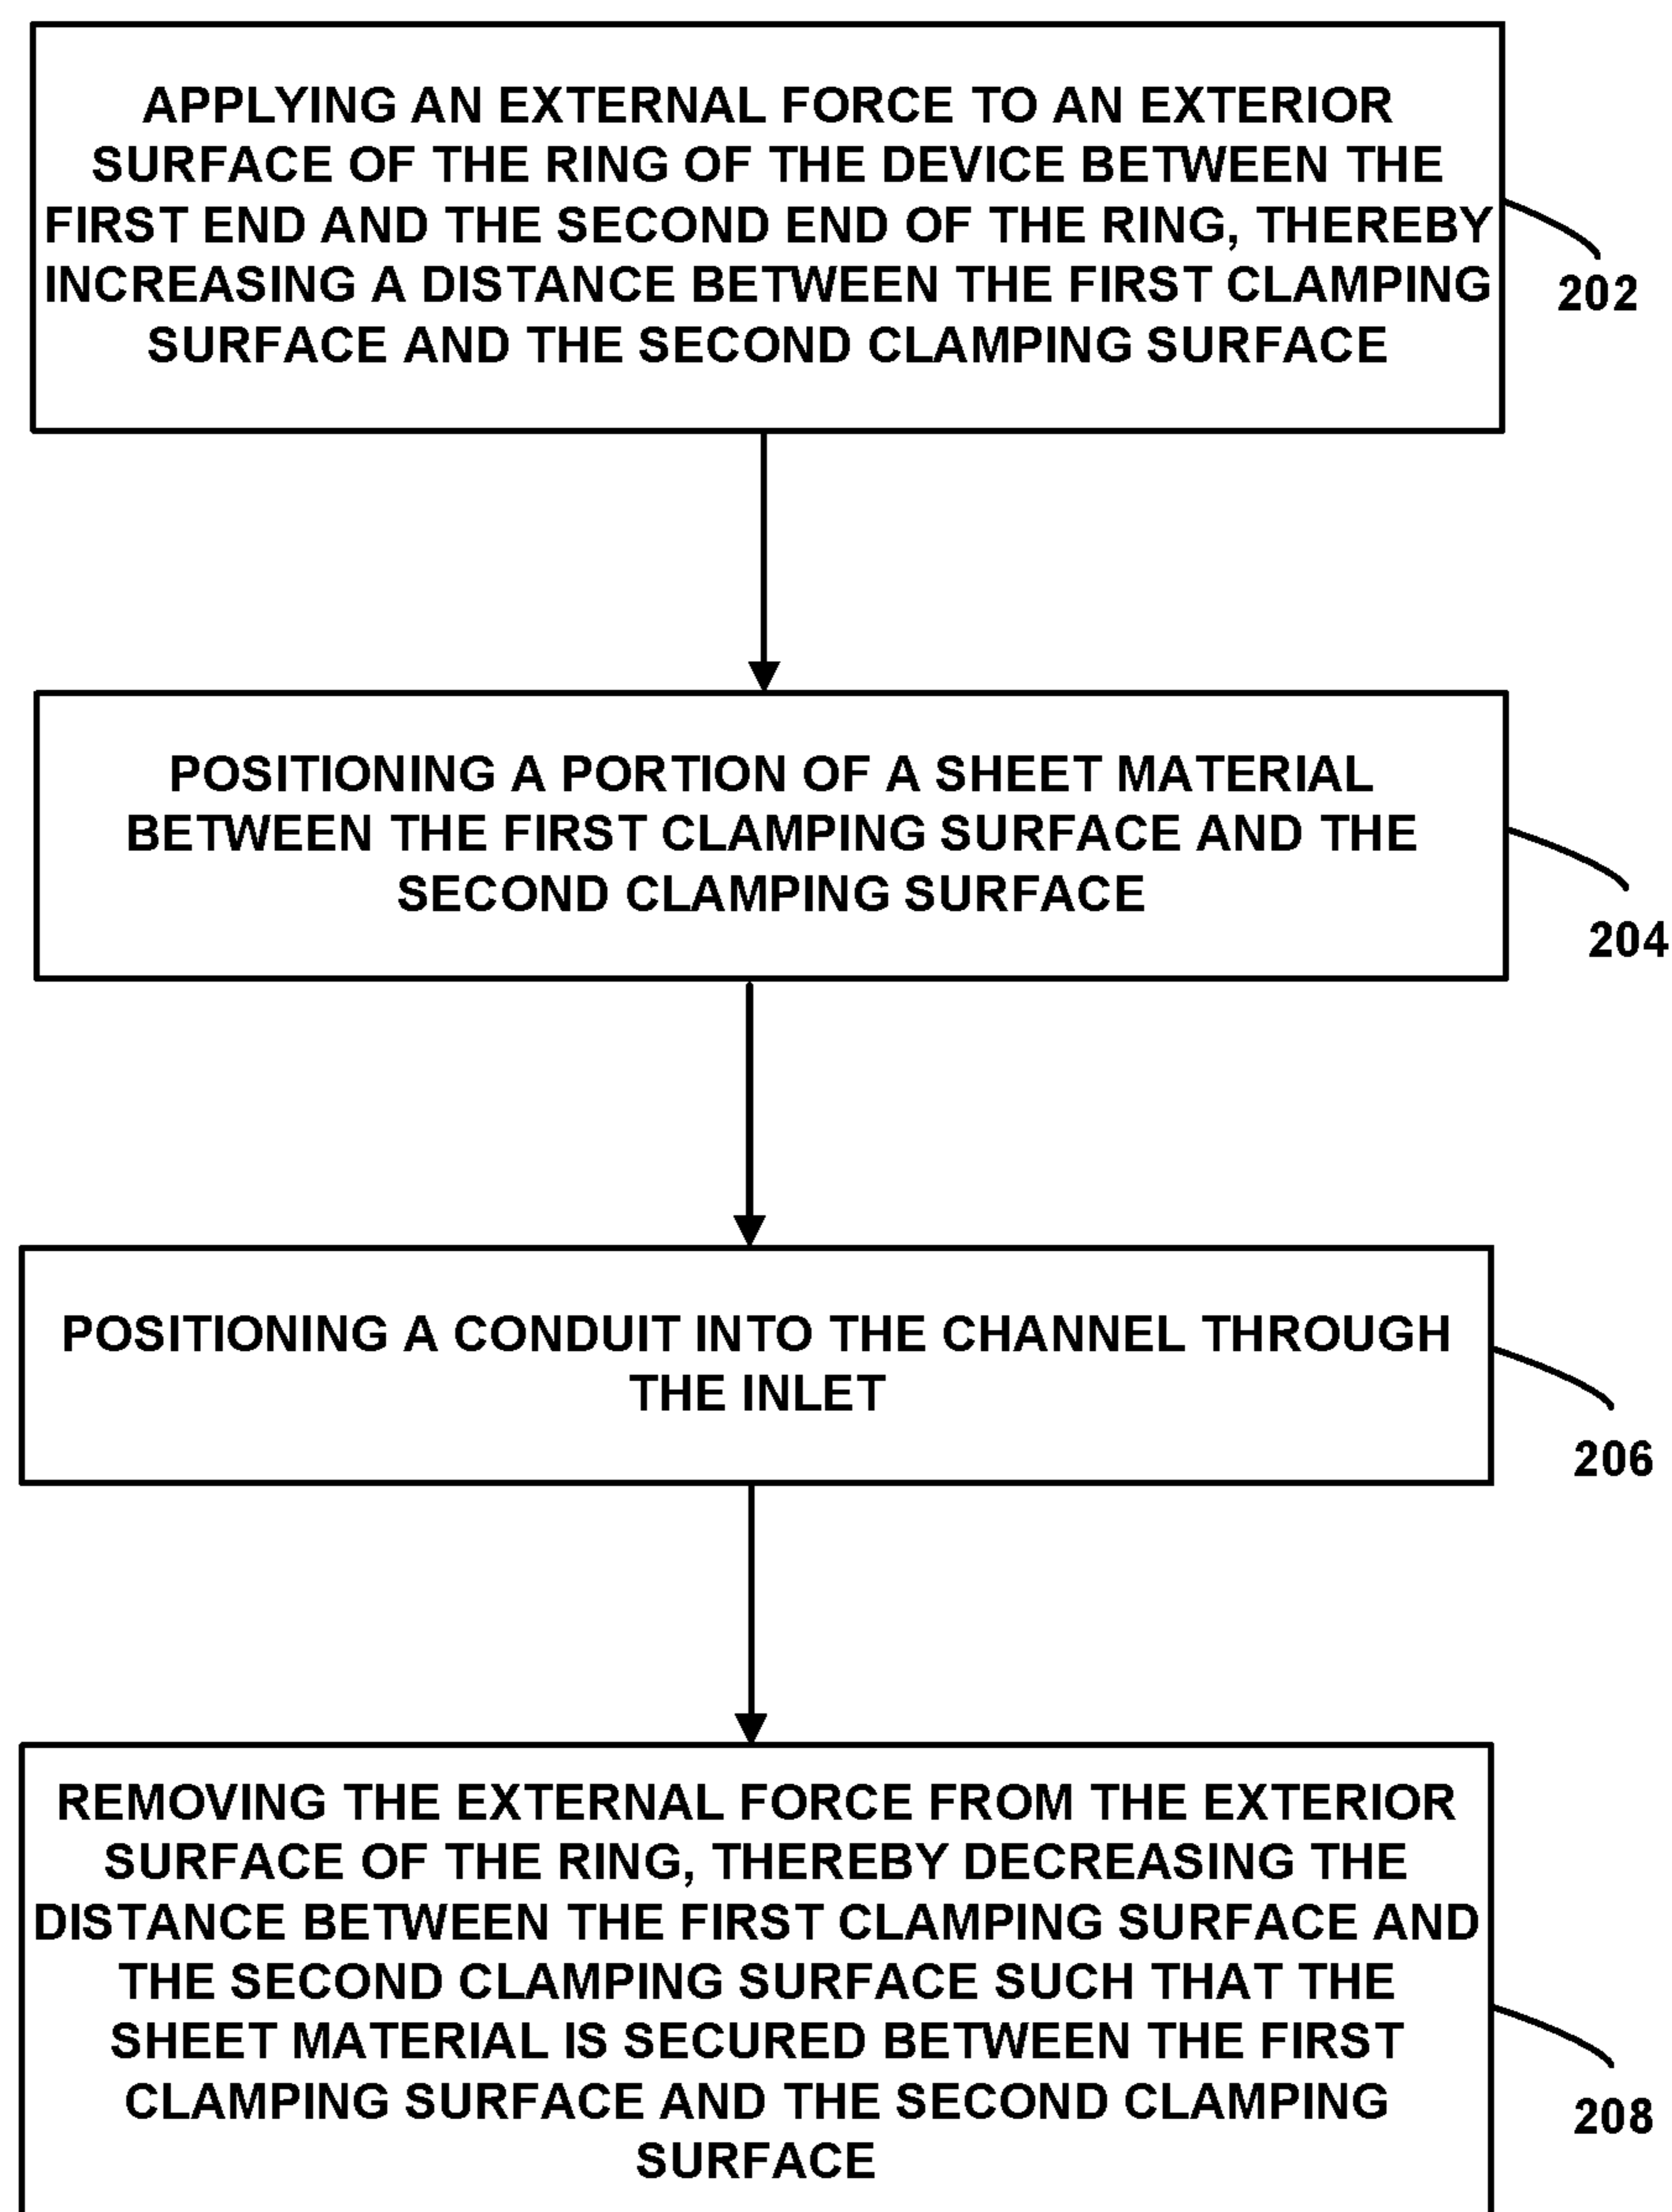 APPLYING AN EXTERNAL FORCE TO AN EXTERIOR
SURFACE OF THE RING OF THE DEVICE BETWEEN THE
FIRST END AND THE SECOND END OF THE RING, THEREBY
INCREASING A DISTANCE BETWEEN THE FIRST CLAMPING
SURFACE AND THE SECOND CLAMPING SURFACE
202
POSITIONING A PORTION OF A SHEET MATERIAL
BETWEEN THE FIRST CLAMPING SURFACE AND THE
SECOND CLAMPING SURFACE
204
POSITIONING A CONDUIT INTO THE CHANNEL THROUGH
THE INLET
206
REMOVING THE EXTERNAL FORCE FROM THE EXTERIOR
SURFACE OF THE RING, THEREBY DECREASING THE
DISTANCE BETWEEN THE FIRST CLAMPING SURFACE AND
THE SECOND CLAMPING SURFACE SUCH THAT THE
SHEET MATERIAL IS SECURED BETWEEN THE FIRST
CLAMPING SURFACE AND THE SECOND CLAMPING
SURFACE
208